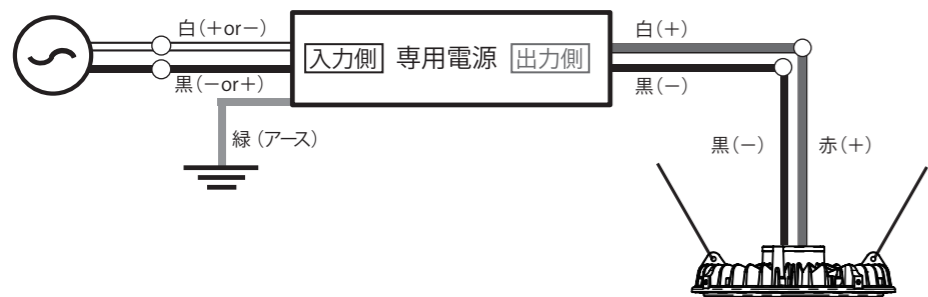 白(+or−)
黒(−or+)
緑(アース)
入力側 専用電源 出力側
白(+)
黒(−)
黒(−)
赤(+)